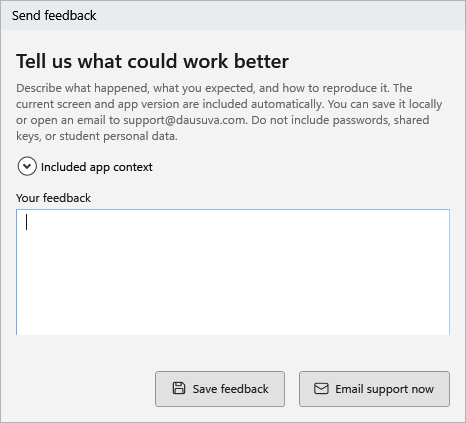 Send feedback
Tell us what could work better
Describe what happened, what you expected, and how to reproduce it. The
current screen and app version are included automatically. You can save it locally
or open an email to support@dausuva.com. Do not include passwords, shared
keys, or student personal data.
Included app context
Your feedback
Save feedback
Email support now